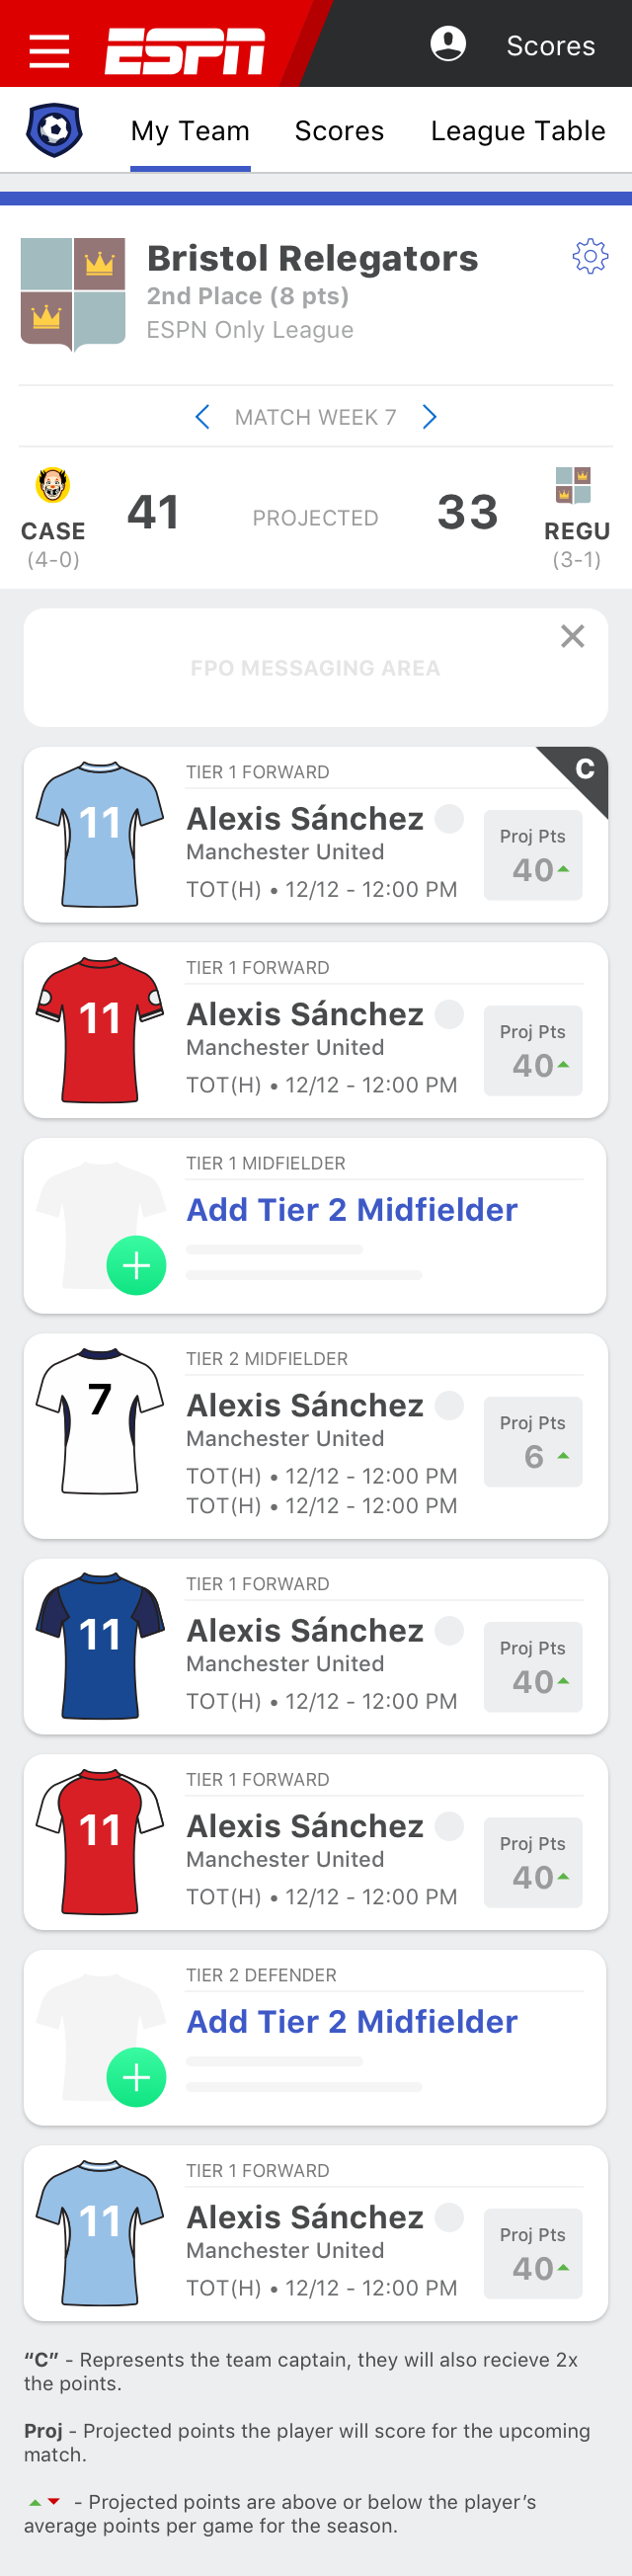 ESPN Scores
My Team Scores League Table
Bristol Relegators
2nd Place (8 pts)
ESPN Only League
MATCH WEEK 7
41 PROJECTED 33
CASE REGU
(4-0) (3-1)
FPO MESSAGING AREA
TIER 1 FORWARD C
11 Alexis Sánchez
Proj Pts
Manchester United
40
TOT(H) • 12/12 - 12:00 PM
TIER 1 FORWARD
11 Alexis Sánchez
Proj Pts
Manchester United
40
TOT(H) • 12/12 - 12:00 PM
TIER 1 MIDFIELDER
Add Tier 2 Midfielder
TIER 2 MIDFIELDER
7 Alexis Sánchez
Proj Pts
Manchester United
6
TOT(H) • 12/12 - 12:00 PM
TOT(H) • 12/12 - 12:00 PM
TIER 1 FORWARD
11 Alexis Sánchez
Proj Pts
Manchester United
40
TOT(H) • 12/12 - 12:00 PM
TIER 1 FORWARD
11 Alexis Sánchez
Proj Pts
Manchester United
40
TOT(H) • 12/12 - 12:00 PM
TIER 2 DEFENDER
Add Tier 2 Midfielder
TIER 1 FORWARD
11 Alexis Sánchez
Proj Pts
Manchester United
40
TOT(H) • 12/12 - 12:00 PM
“C” - Represents the team captain, they will also recieve 2x
the points.
Proj - Projected points the player will score for the upcoming
match.
- Projected points are above or below the player’s
average points per game for the season.